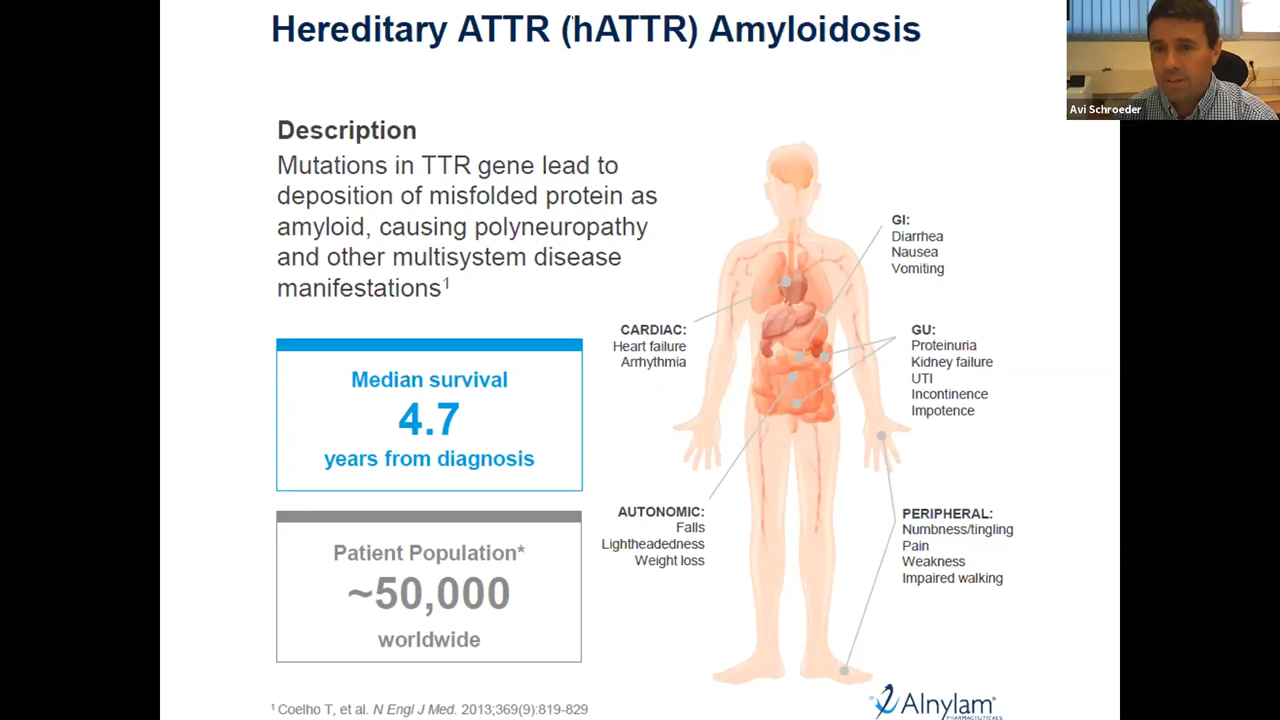 Hereditary ATTR (hATTR) Amyloidosis
Avi Schroeder
Description
Mutations in TTR gene lead to
deposition of misfolded protein as
amyloid, causing polyneuropathy
and other multisystem disease
manifestations¹
Median survival
4.7
years from diagnosis
Patient Population*
~50,000
worldwide
CARDIAC:
Heart failure
Arrhythmia
AUTONOMIC:
Falls
Lightheadedness
Weight loss
GI:
Diarrhea
Nausea
Vomiting
GU:
Proteinuria
Kidney failure
UTI
Incontinence
Impotence
PERIPHERAL:
Numbness/tingling
Pain
Weakness
Impaired walking
¹ Coelho T, et al. N Engl J Med. 2013;369(9):819-829
Alnylam®
PHARMACEUTICALS